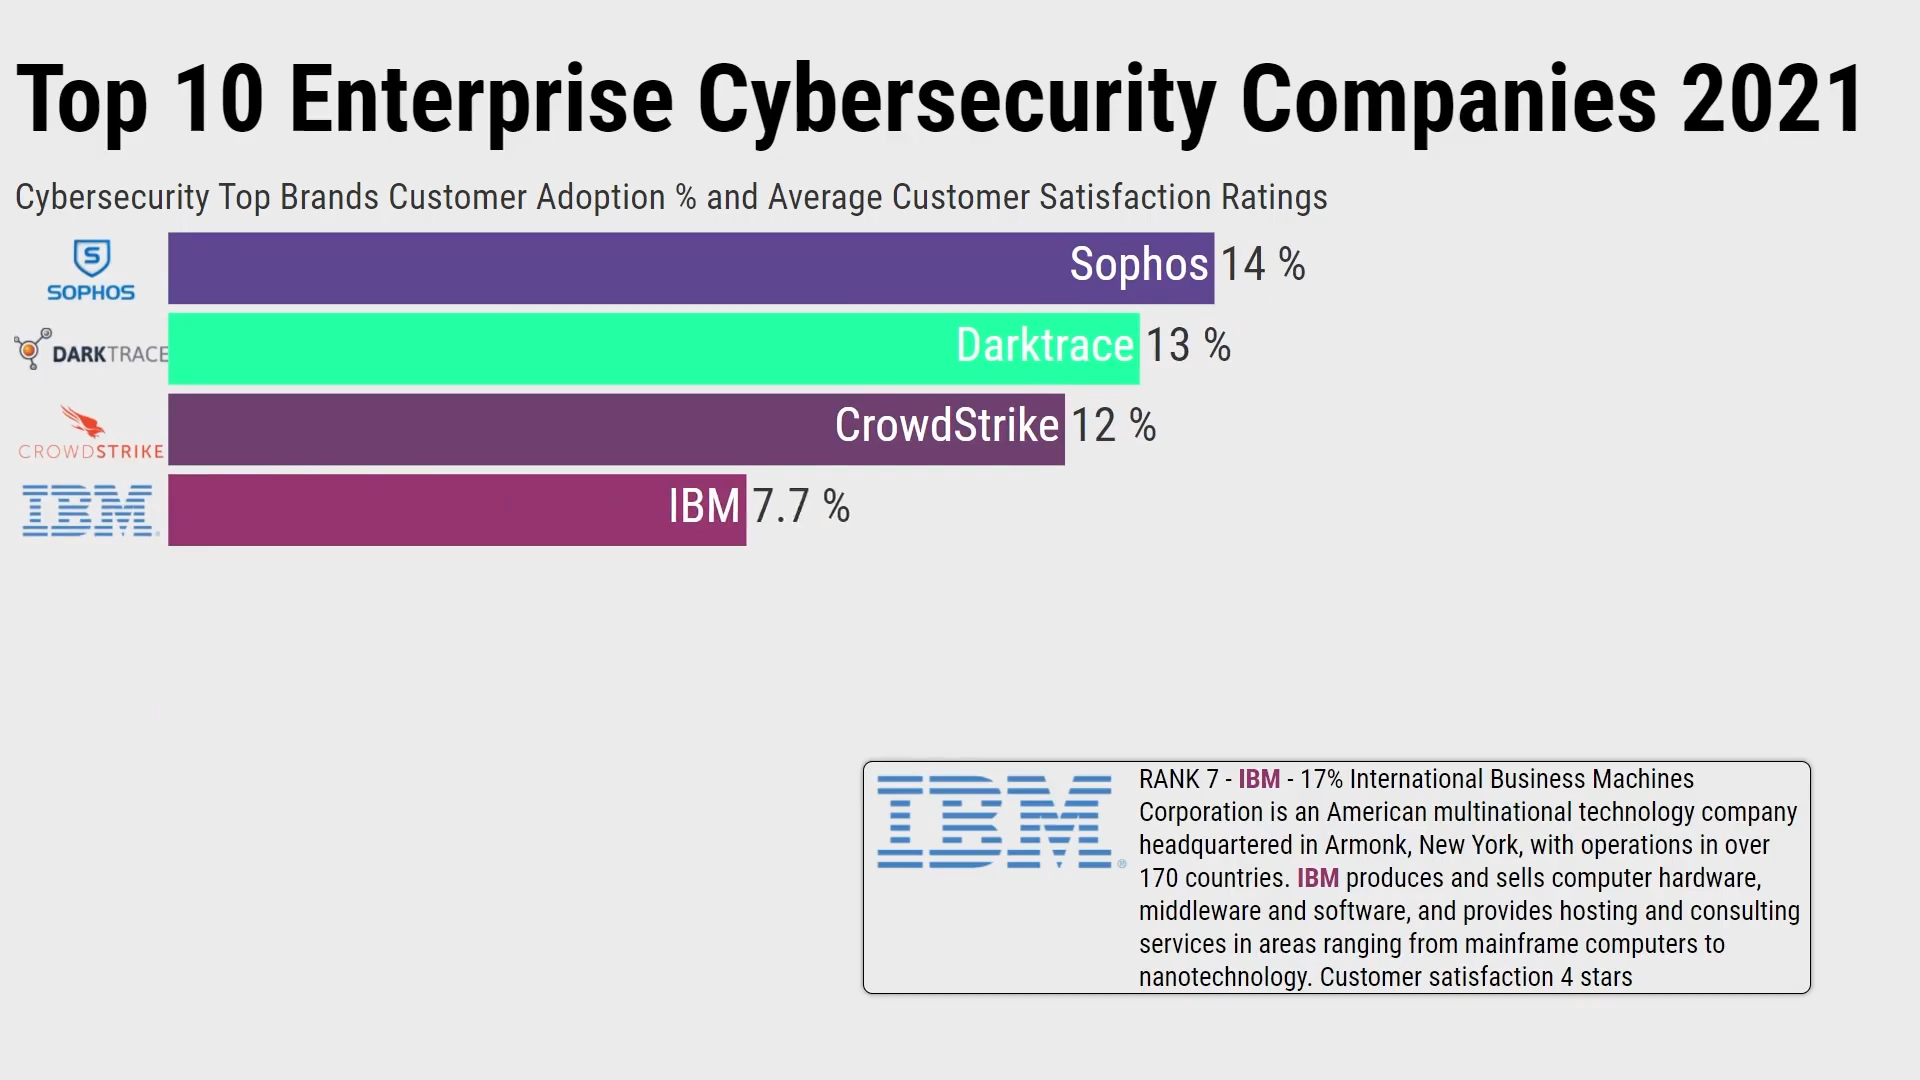 Top 10 Enterprise Cybersecurity Companies 2021
Cybersecurity Top Brands Customer Adoption % and Average Customer Satisfaction Ratings
S
SOPHOS
Sophos 14 %
DARKTRACE
Darktrace 13 %
CROWDSTRIKE
CrowdStrike 12 %
IBM
IBM 7.7 %
IBM®
RANK 7 - IBM - 17% International Business Machines
Corporation is an American multinational technology company
headquartered in Armonk, New York, with operations in over
170 countries. IBM produces and sells computer hardware,
middleware and software, and provides hosting and consulting
services in areas ranging from mainframe computers to
nanotechnology. Customer satisfaction 4 stars